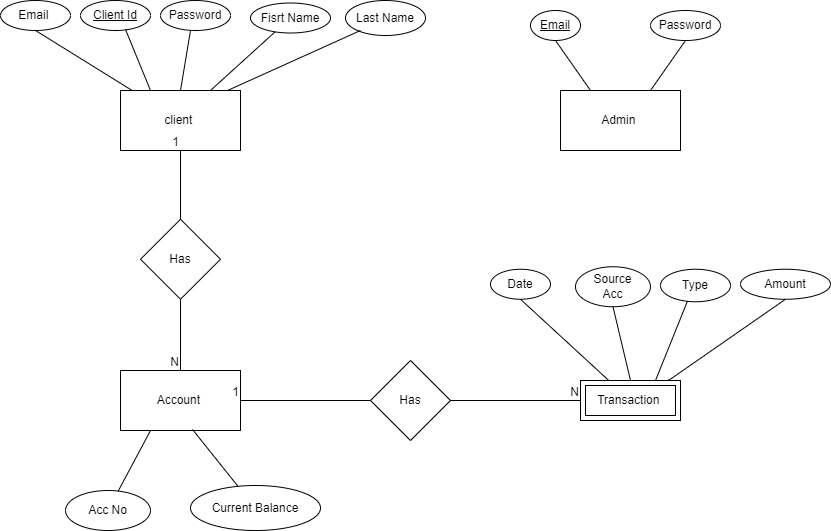 Email
Client Id
Password
Fisrt Name
Last Name
Email
Password
client
1
Admin
Has
Date
Source
Acc
Type
Amount
N
Account
1
Has
N
Transaction
Acc No
Current Balance